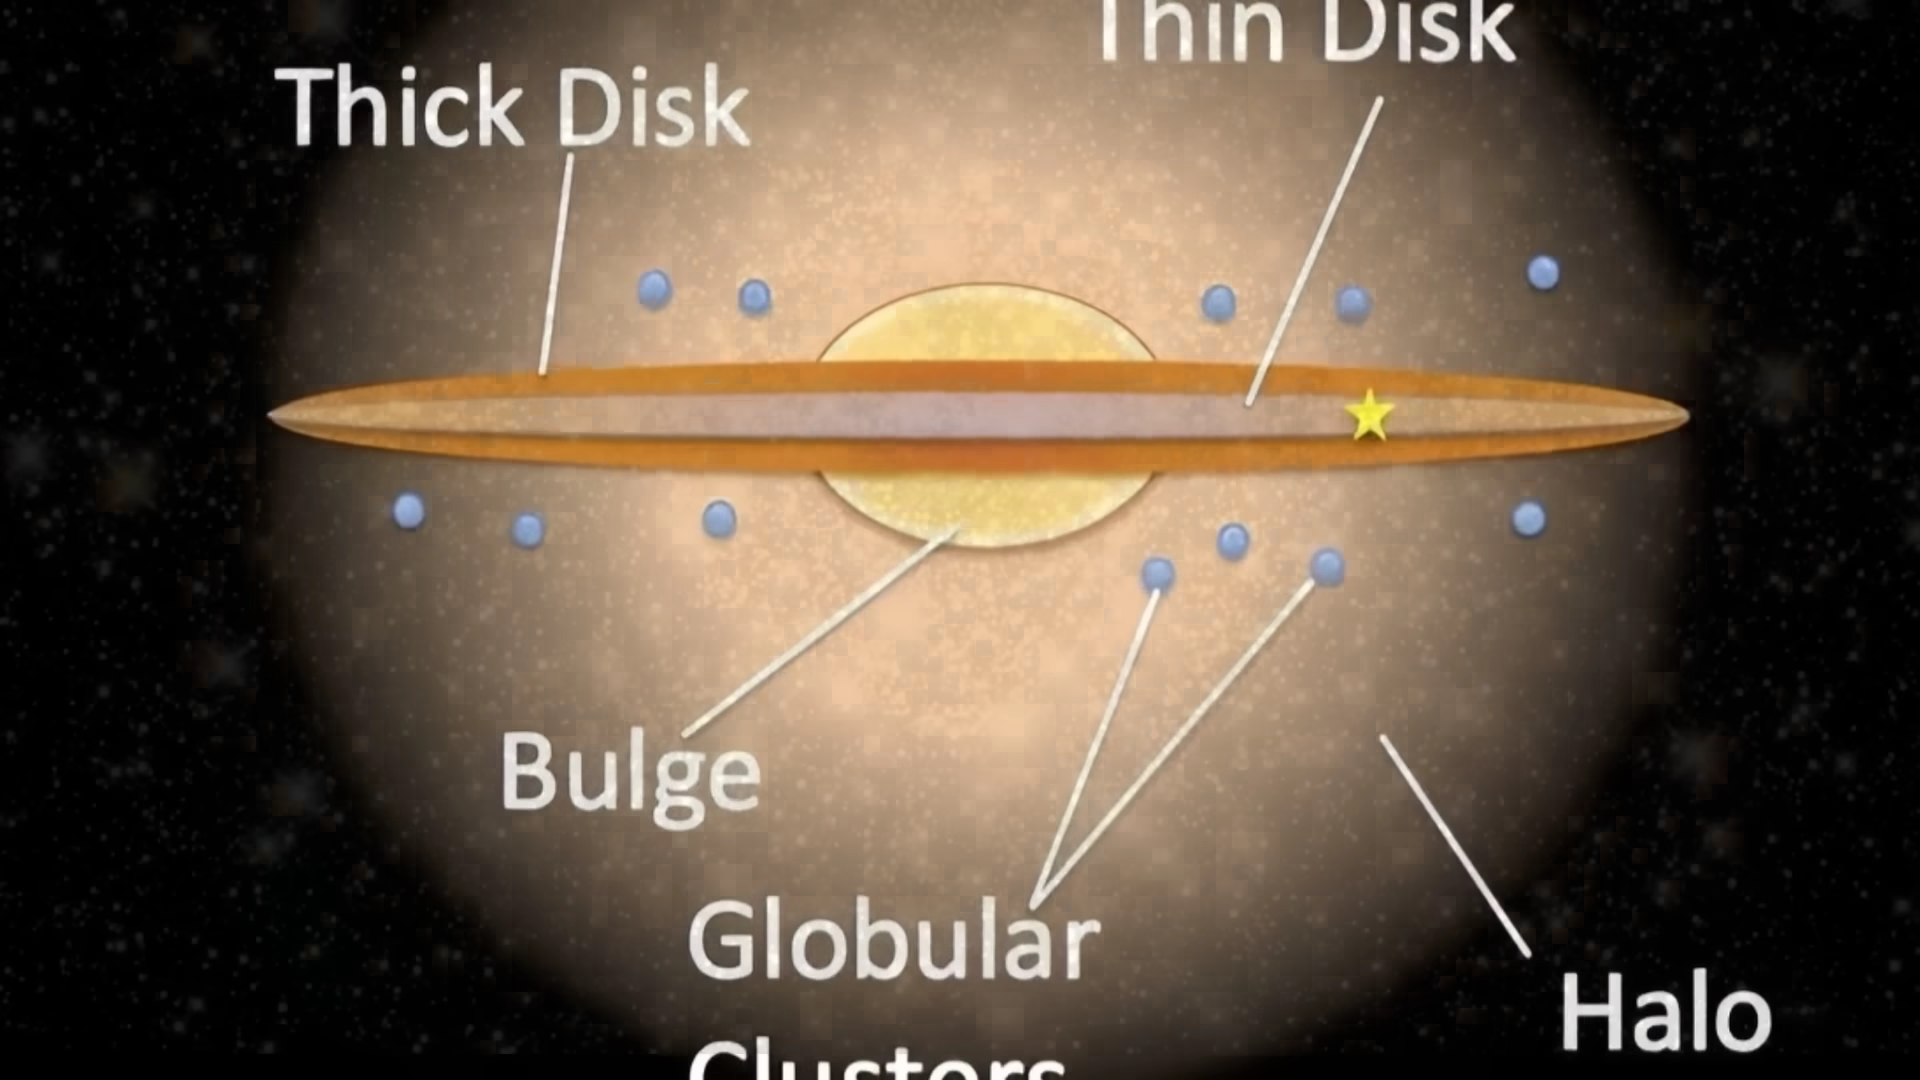 Thin Disk
Thick Disk
Bulge
Globular
Clusters
Halo